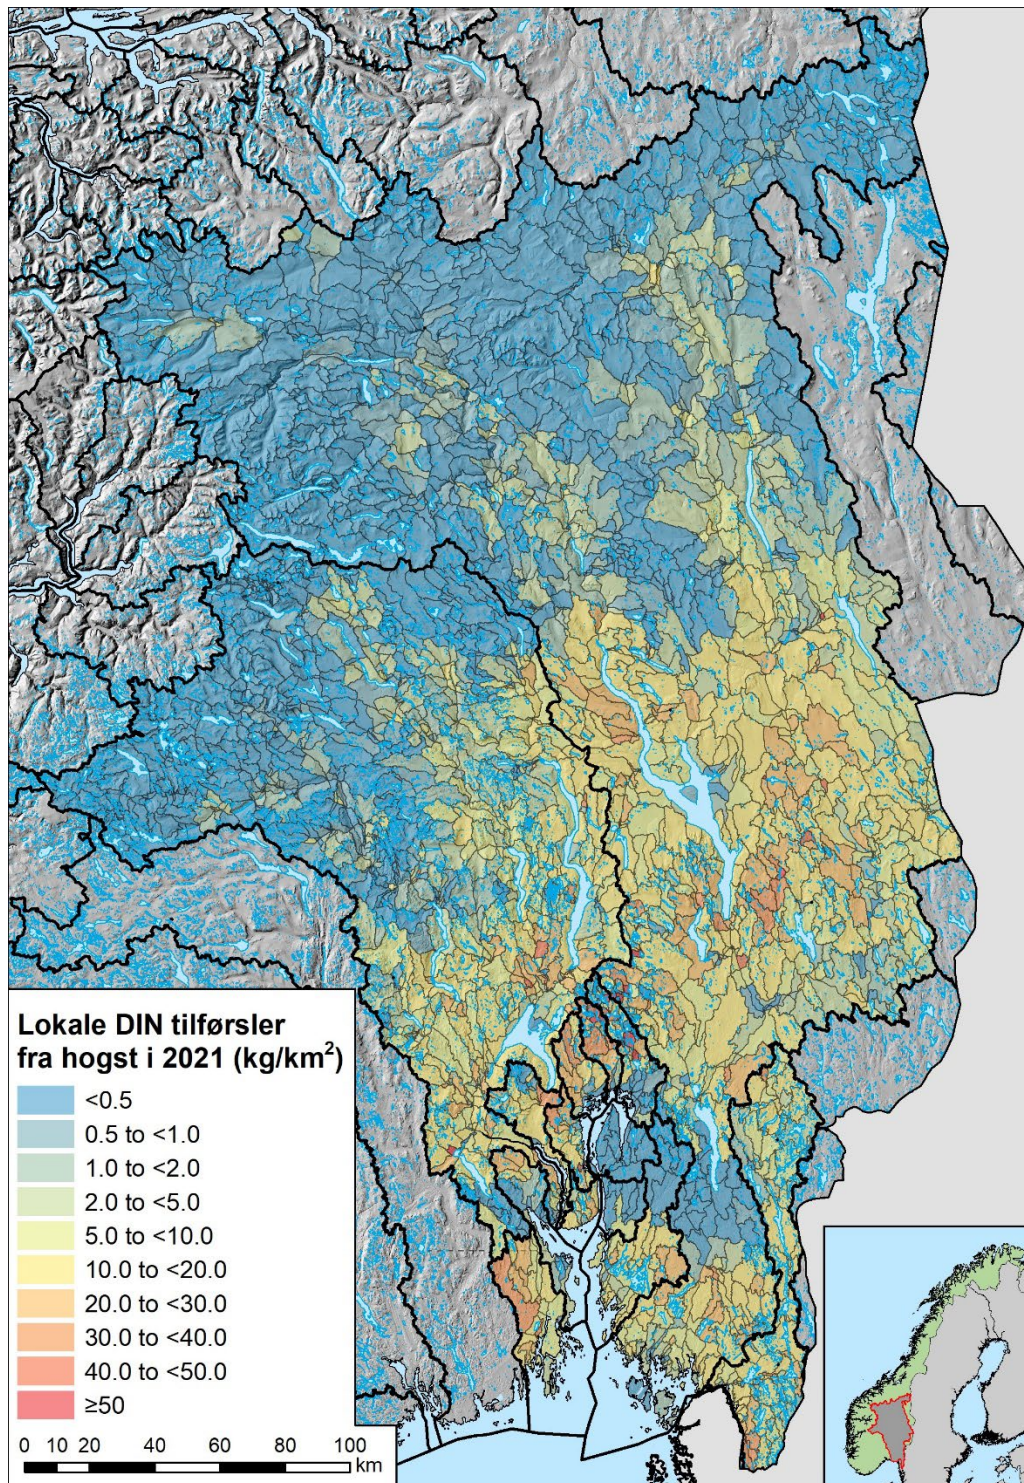 Lokale DIN tilførsler
fra hogst i 2021 (kg/km²)
<0.5
0.5 to <1.0
1.0 to <2.0
2.0 to <5.0
5.0 to <10.0
10.0 to <20.0
20.0 to <30.0
30.0 to <40.0
40.0 to <50.0
≥50
0 10 20 40 60 80 100
km